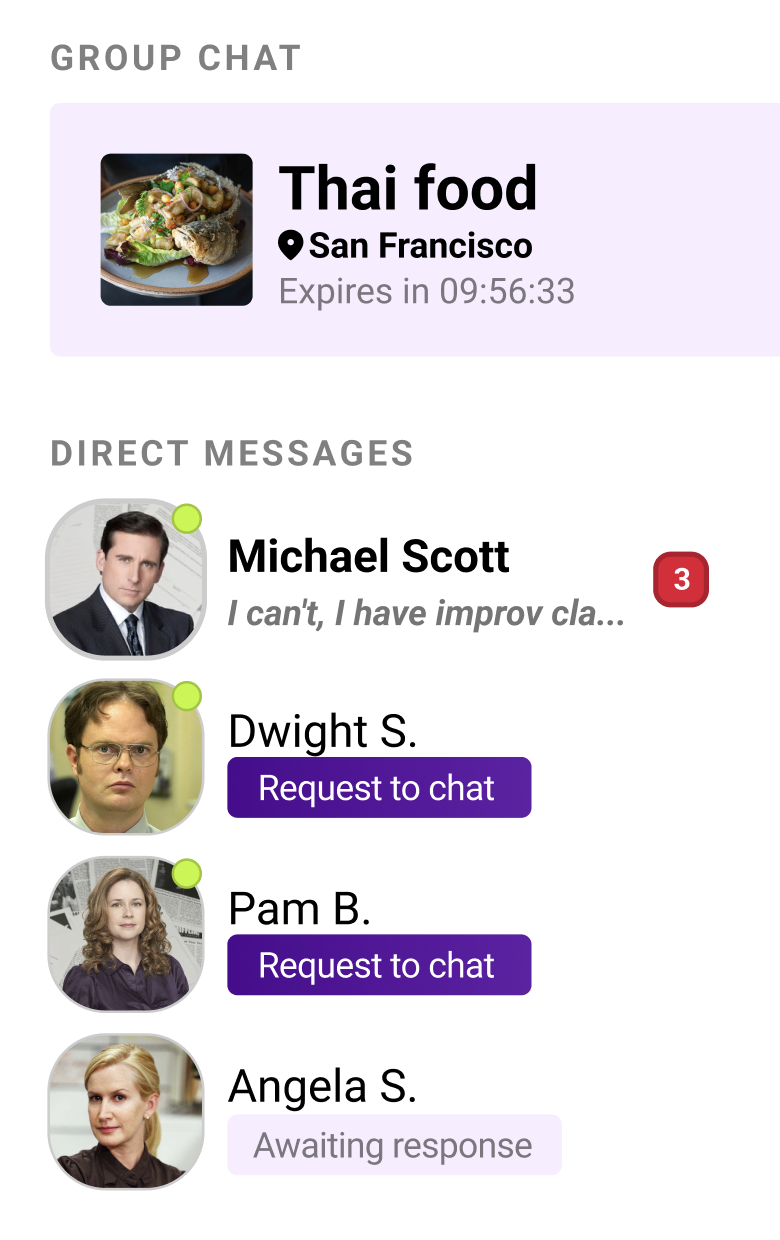 GROUP CHAT
Thai food
San Francisco
Expires in 09:56:33
DIRECT MESSAGES
Michael Scott
I can't, I have improv cla...
3
Dwight S.
Request to chat
Pam B.
Request to chat
Angela S.
Awaiting response